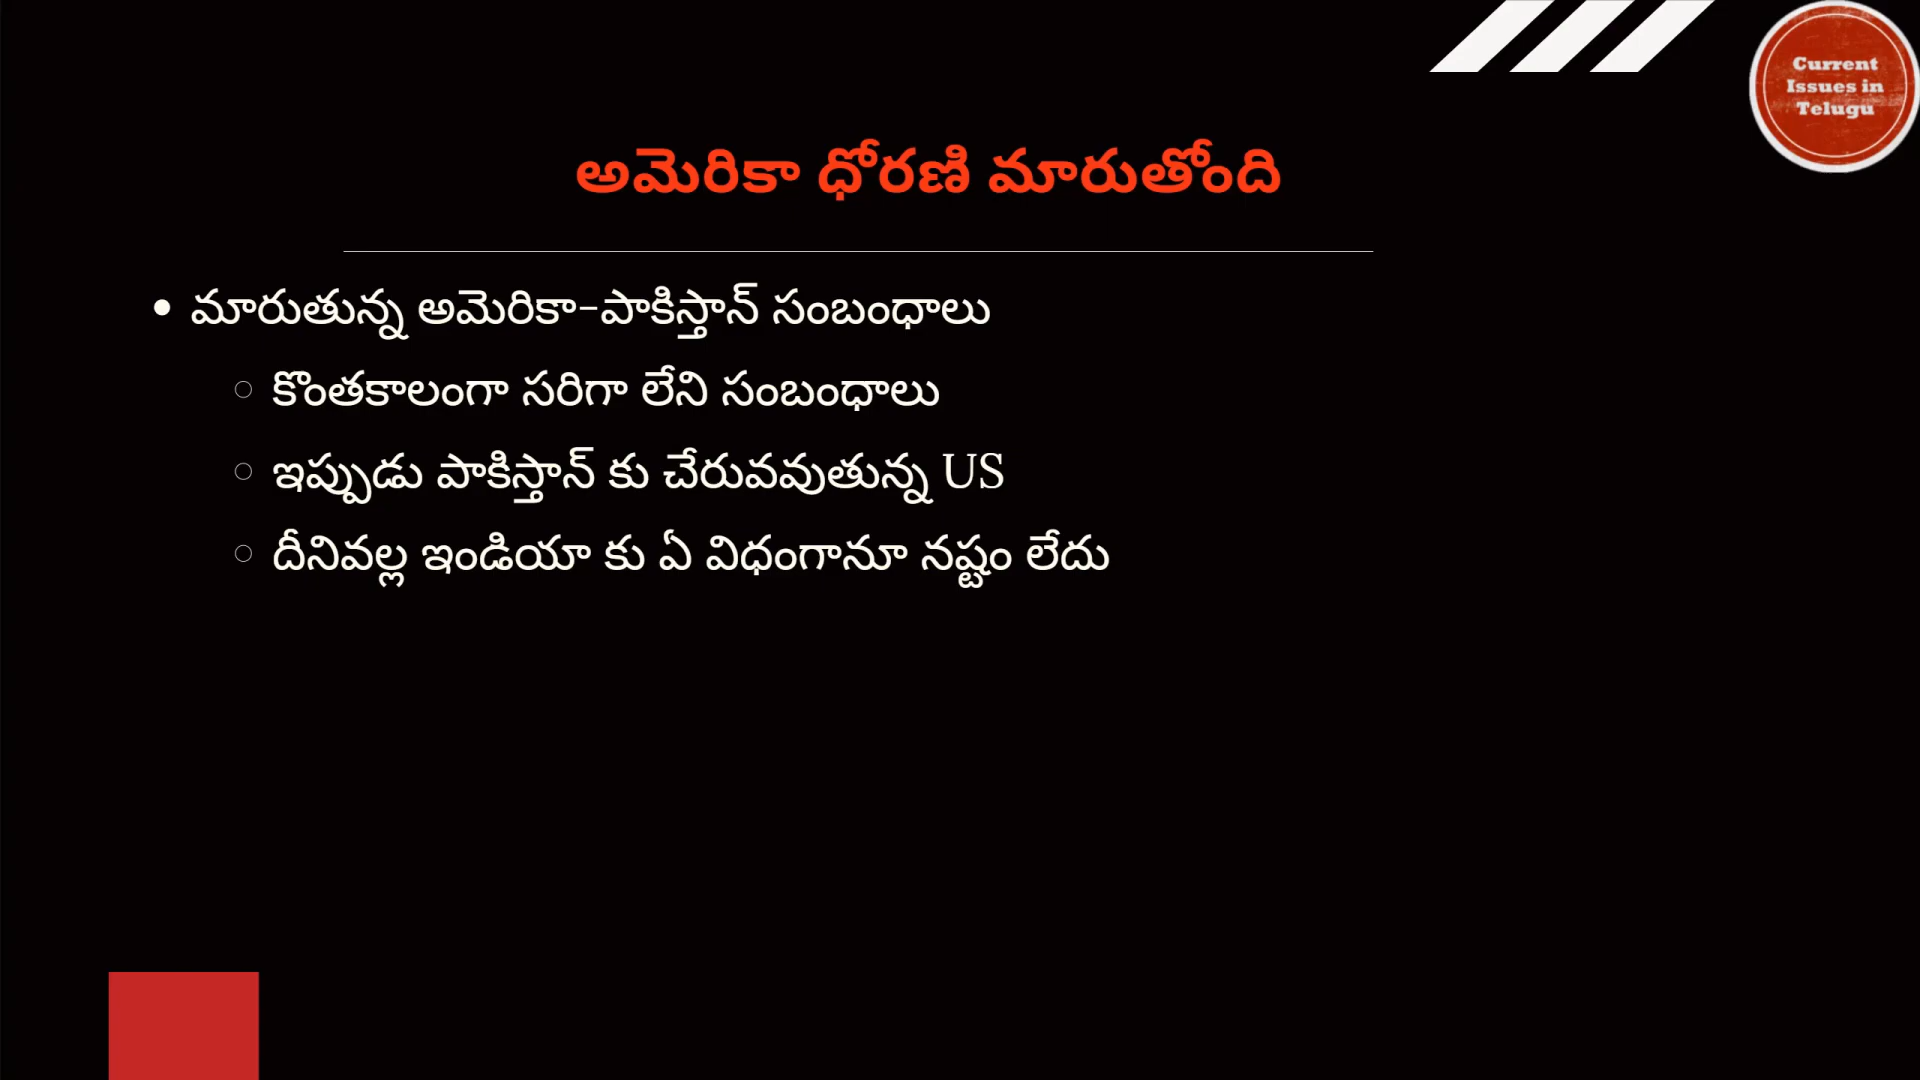 Current
Issues in
Telugu
అమెరికా ధోరణి మారుతోంది
• మారుతున్న అమెరికా-పాకిస్తాన్ సంబంధాలు
○ కొంతకాలంగా సరిగా లేని సంబంధాలు
○ ఇప్పుడు పాకిస్తాన్ కు చేరువవుతున్న US
○ దీనివల్ల ఇండియా కు ఏ విధంగానూ నష్టం లేదు